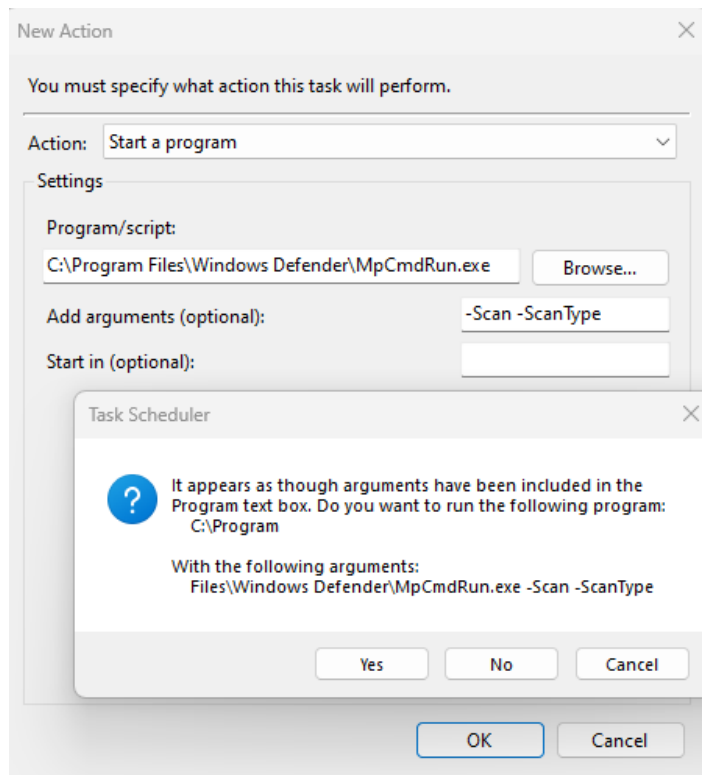 New Action
You must specify what action this task will perform.
Action: Start a program
Settings
Program/script:
C:\Program Files\Windows Defender\MpCmdRun.exe Browse...
Add arguments (optional): -Scan -ScanType
Start in (optional):
Task Scheduler
It appears as though arguments have been included in the
Program text box. Do you want to run the following program:
C:\Program
With the following arguments:
Files\Windows Defender\MpCmdRun.exe -Scan -ScanType
Yes No Cancel
OK Cancel